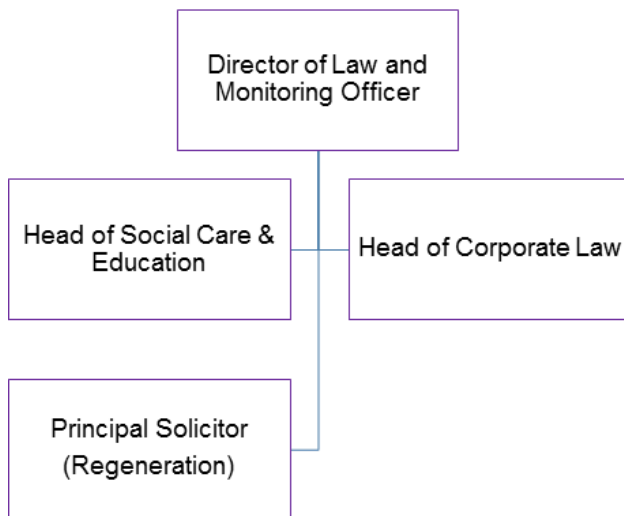 Director of Law and
Monitoring Officer
Head of Social Care &
Education
Head of Corporate Law
Principal Solicitor
(Regeneration)